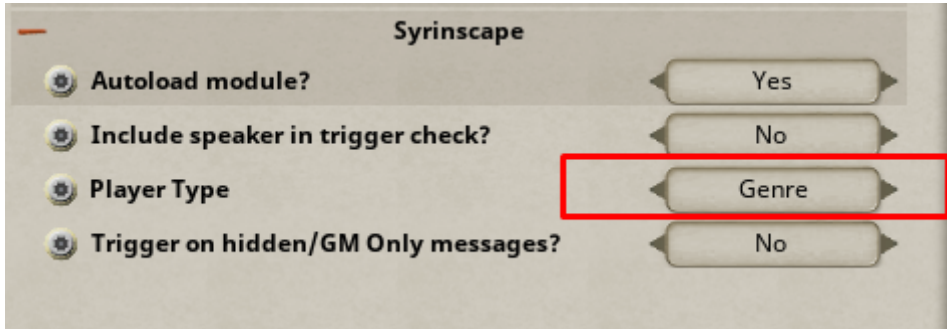 Syrinscape
Autoload module? Yes
Include speaker in trigger check? No
Player Type Genre
Trigger on hidden/GM Only messages? No